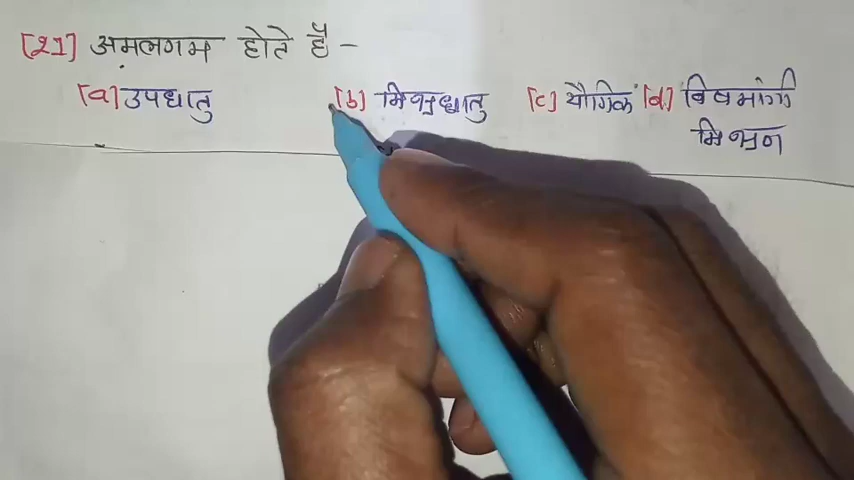 [21] अमलगम होते है -
[a] उपधातु [b] मिश्रधातु [c] यौगिक [d] विषमांगी
मिश्रण